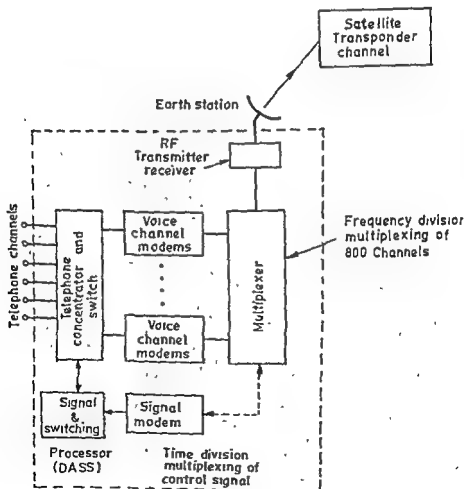 Satellite
Transponder
channel
Earth station
RF
Transmitter
receiver
Telephone channels
Telephone
concentrator and
switch
Voice
channel
modems
Multiplexer
Frequency division
multiplexing of
800 Channels
Voice
channel
modems
Signal
&
switching
Signal
modem
Processor
(DASS)
Time division
multiplexing of
control signal